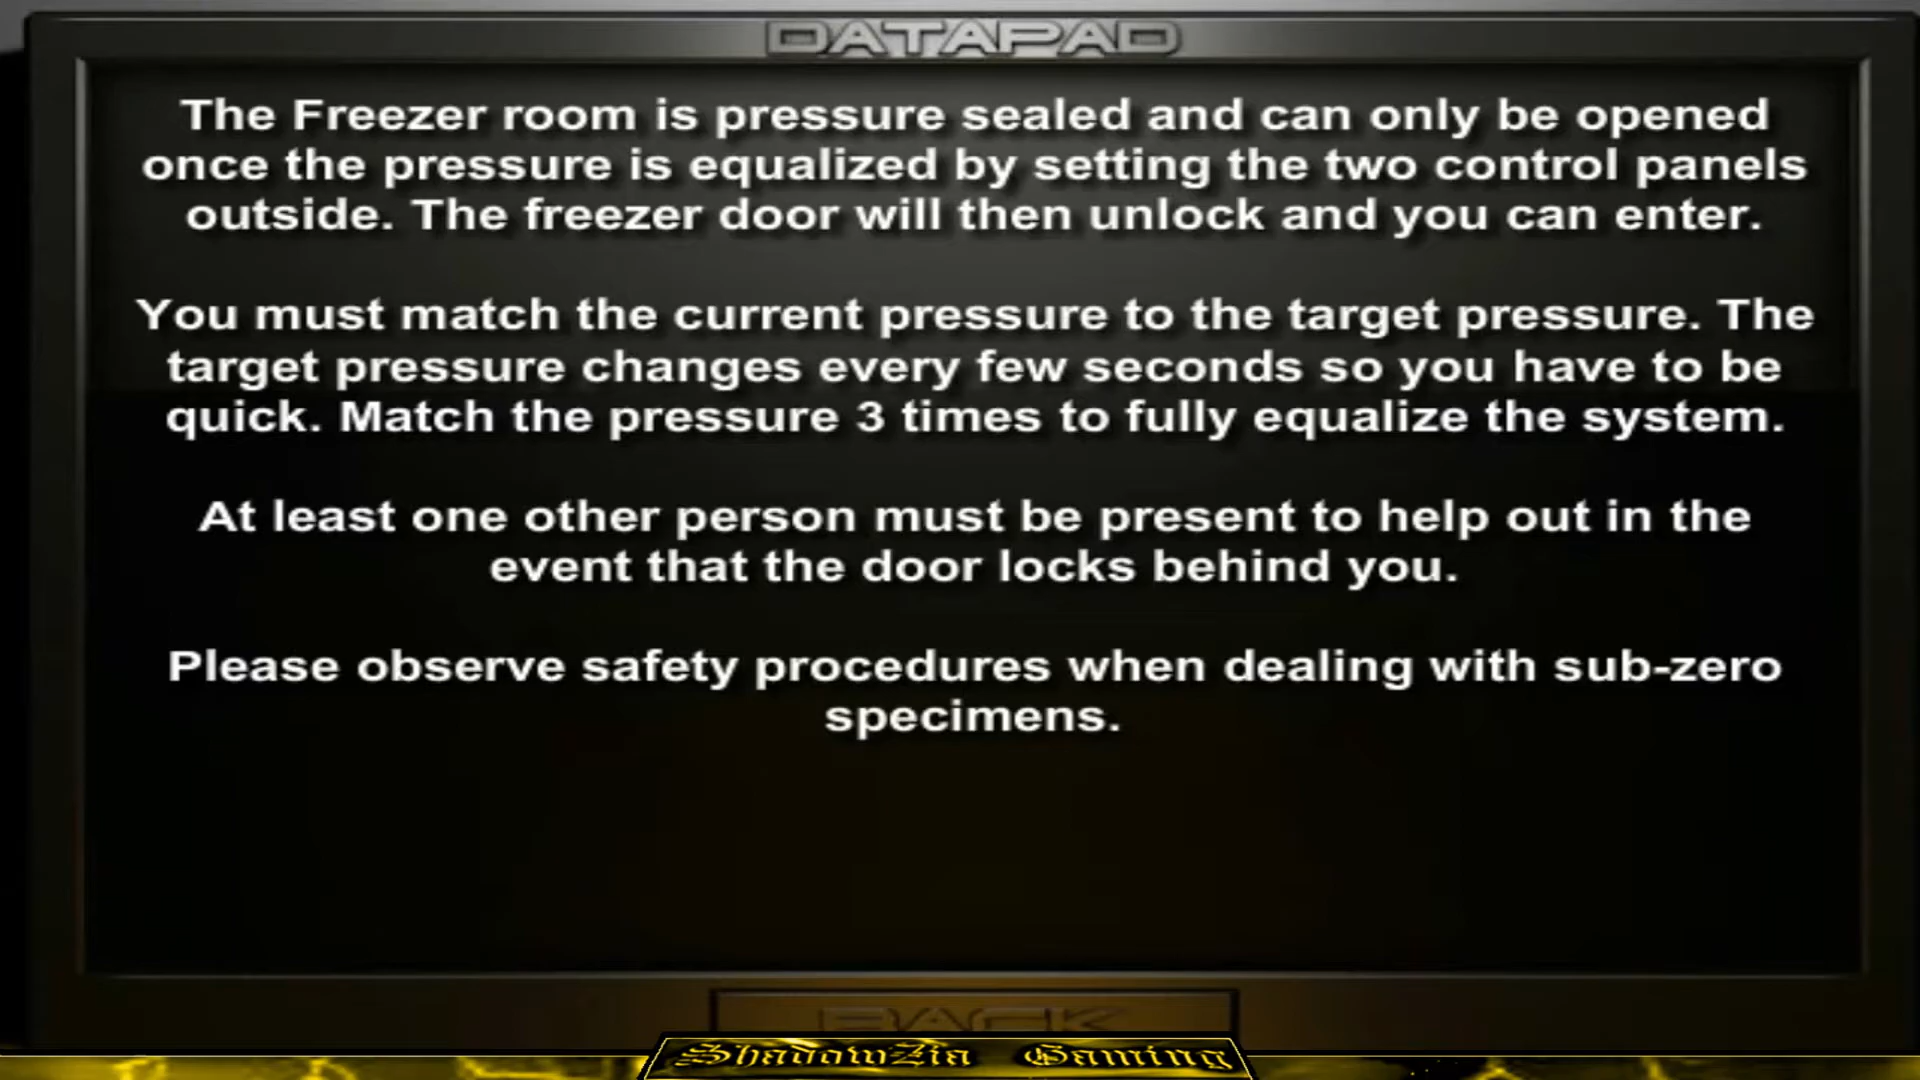 DATAPAD
The Freezer room is pressure sealed and can only be opened
once the pressure is equalized by setting the two control panels
outside. The freezer door will then unlock and you can enter.
You must match the current pressure to the target pressure. The
target pressure changes every few seconds so you have to be
quick. Match the pressure 3 times to fully equalize the system.
At least one other person must be present to help out in the
event that the door locks behind you.
Please observe safety procedures when dealing with sub-zero
specimens.
BACK
ShadowZia Gaming